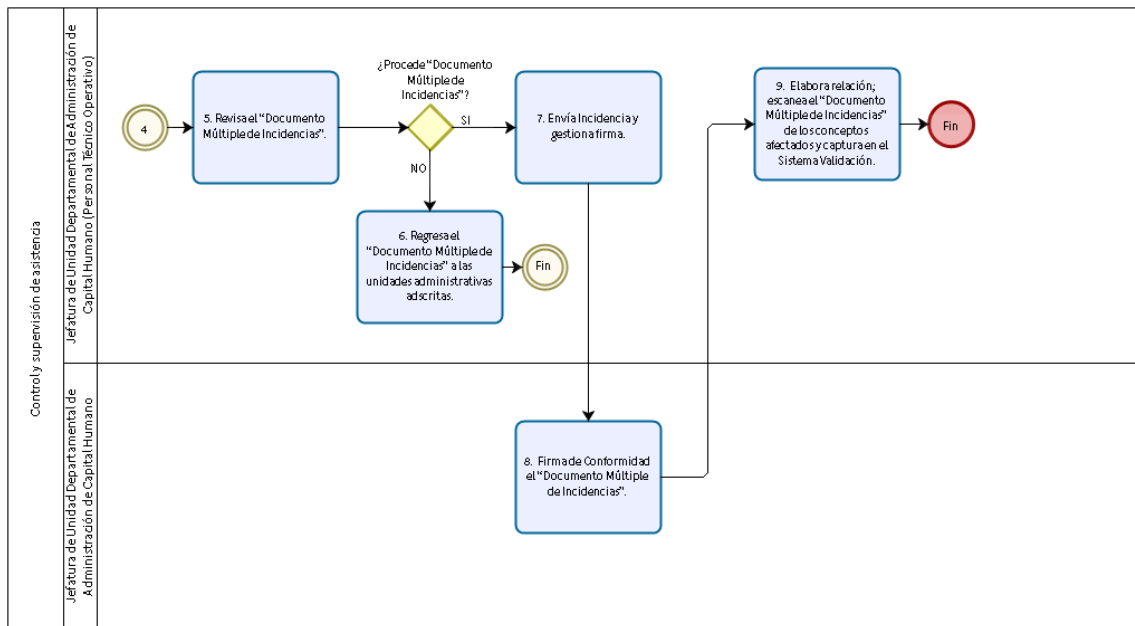 Control y supervisión de asistencia
Jefatura de Unidad Departamental de Administración de
Capital Humano (Personal Técnico Operativo)
4
5. Revisa el "Documento
Múltiple de Incidencias".
¿Procede "Documento
Múltiple de
Incidencias"?
SI
NO
7. Envía Incidencia y
gestiona firma.
6. Regresa el
"Documento Múltiple de
Incidencias" a las
unidades administrativas
adscritas.
Fin
9. Elabora relación;
escanea el "Documento
Múltiple de Incidencias"
de los conceptos
afectados y captura en el
Sistema Validación.
Fin
Jefatura de Unidad Departamental de
Administración de Capital Humano
8. Firma de Conformidad
el "Documento Múltiple
de Incidencias".